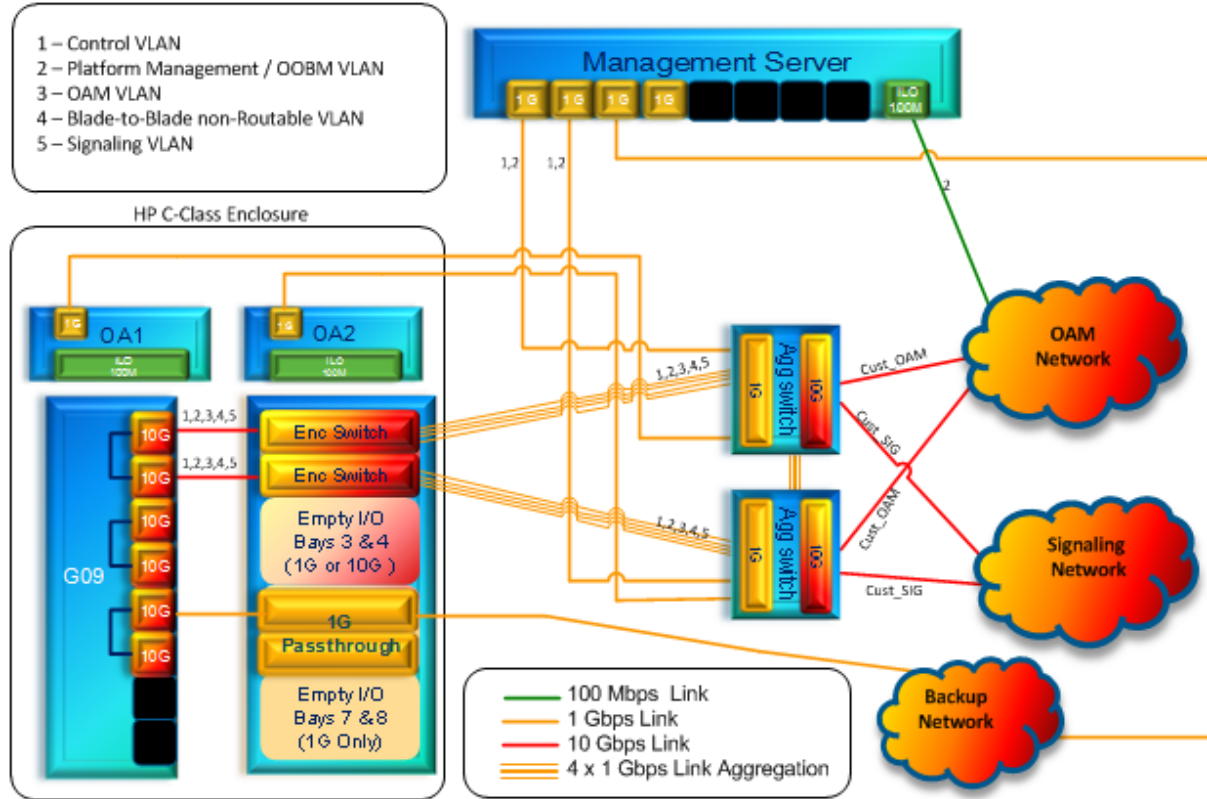 1 – Control VLAN
2 – Platform Management / OOBM VLAN
3 – OAM VLAN
4 – Blade-to-Blade non-Routable VLAN
5 – Signaling VLAN
Management Server
1G
1G
1G
1G
ILO
100M
1,2
1,2
2
HP C-Class Enclosure
1G
OA1
ILO
100M
1G
OA2
ILO
100M
G09
10G
10G
10G
10G
10G
10G
1,2,3,4,5
1,2,3,4,5
Enc Switch
Enc Switch
Empty I/O
Bays 3 & 4
(1G or 10G )
1G
Passthrough
Empty I/O
Bays 7 & 8
(1G Only)
1,2,3,4,5
1,2,3,4,5
1G
Agg switch
10G
1G
Agg switch
10G
Cust_OAM
Cust_SIG
Cust_OAM
Cust_SIG
OAM
Network
Signaling
Network
Backup
Network
100 Mbps Link
1 Gbps Link
10 Gbps Link
4 x 1 Gbps Link Aggregation